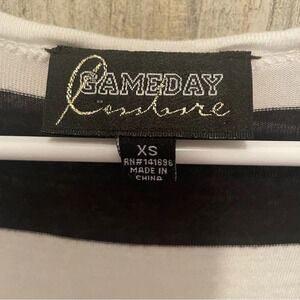 GAMEDAY
Couture
XS
RN#141696
MADE IN
CHINA